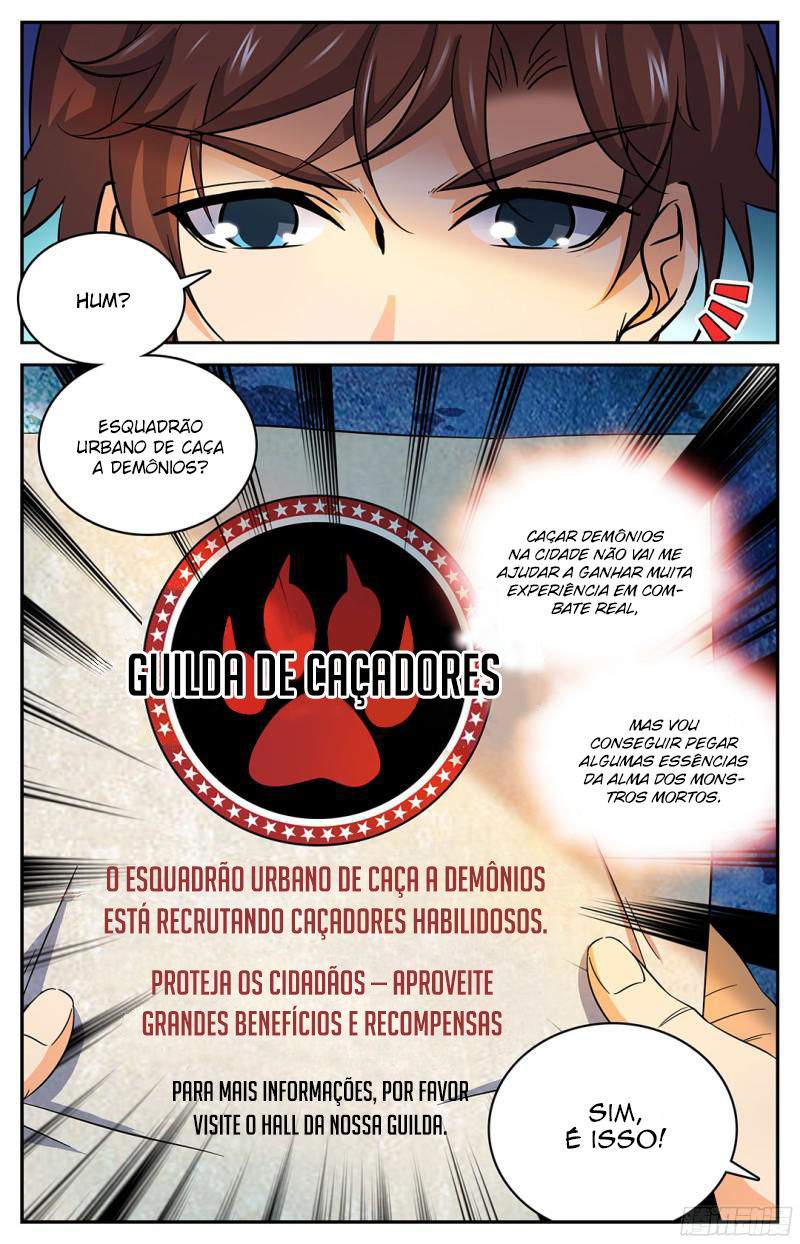 HUM?
ESQUADRÃO
URBANO DE CAÇA
A DEMÔNIOS?
CAÇAR DEMÔNIOS
NA CIDADE NÃO VAI ME
AJUDAR A GANHAR MUITA
EXPERIÊNCIA EM COM-
BATE REAL,
GUILDA DE CAÇADORES
MAS VOU
CONSEGUIR PEGAR
ALGUMAS ESSÊNCIAS
DA ALMA DOS MONS-
TROS MORTOS.
O ESQUADRÃO URBANO DE CAÇA A DEMÔNIOS
ESTÁ RECRUTANDO CAÇADORES HABILIDOSOS.
PROTEJA OS CIDADÃOS – APROVEITE
GRANDES BENEFÍCIOS E RECOMPENSAS
PARA MAIS INFORMAÇÕES, POR FAVOR
VISITE O HALL DA NOSSA GUILDA.
SIM,
É ISSO!